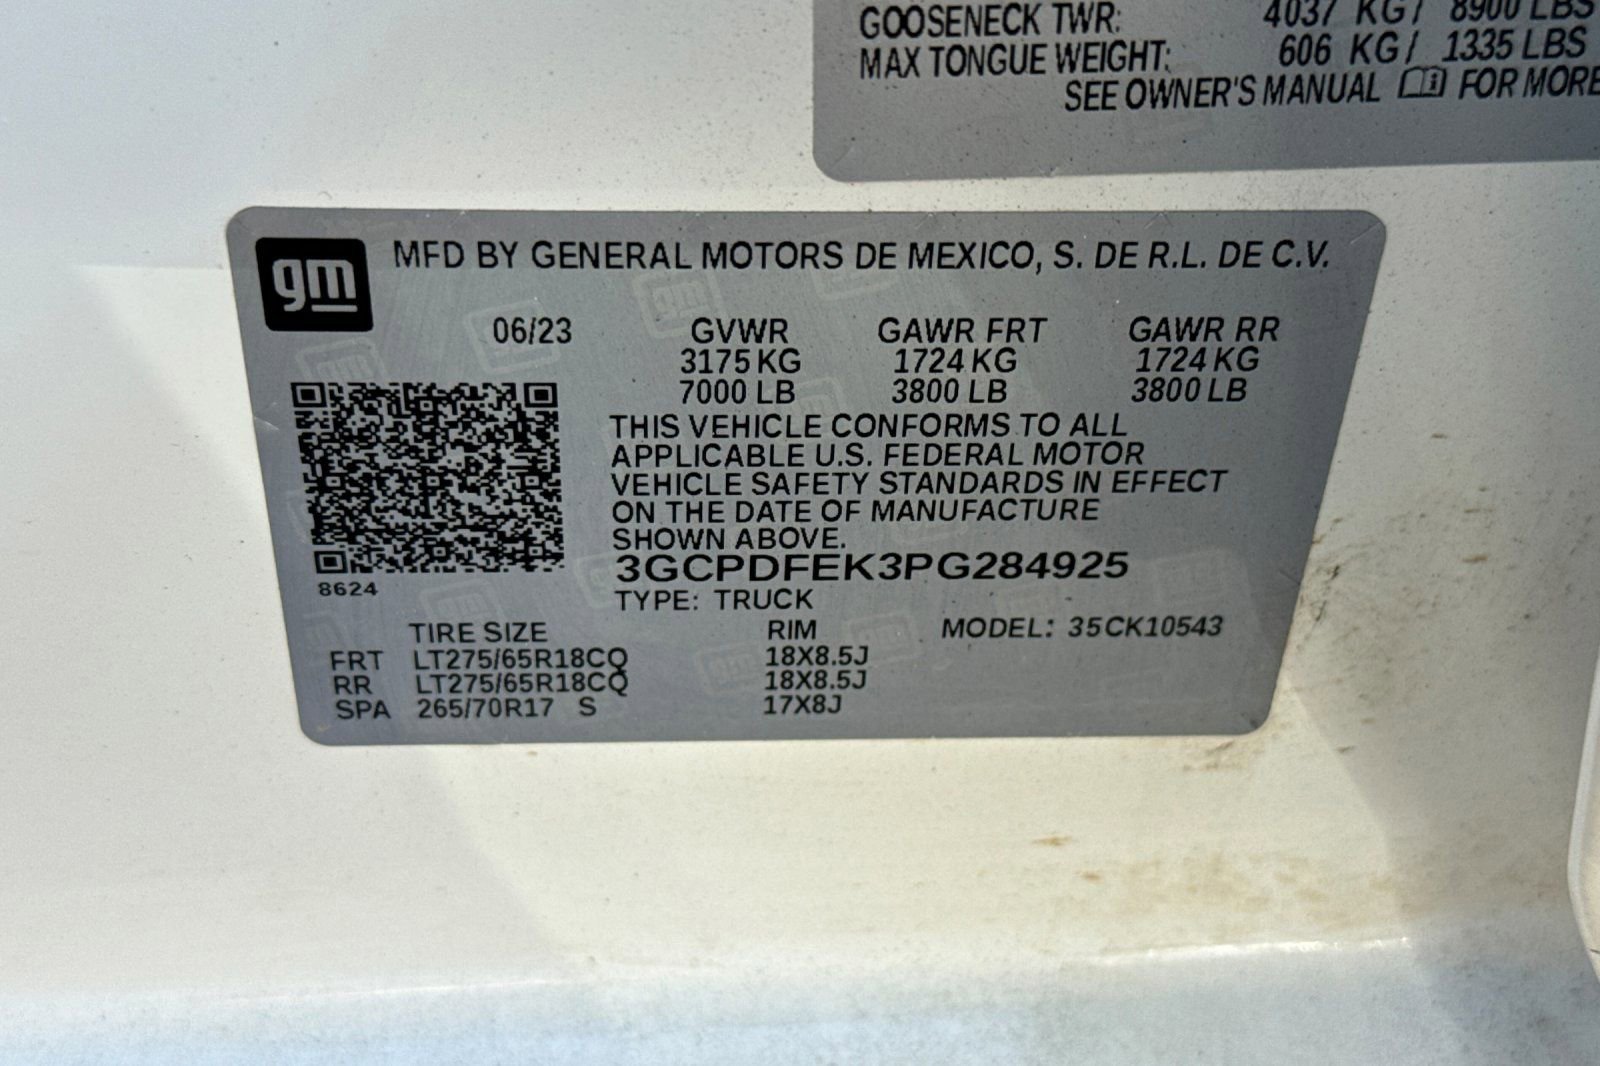 GOOSENECK TWR: 4037 KG/ 8900 LBS
MAX TONGUE WEIGHT: 606 KG/ 1335 LBS
SEE OWNER'S MANUAL FOR MORE
gm MFD BY GENERAL MOTORS DE MEXICO, S. DE R.L. DE C.V.
06/23 GVWR GAWR FRT GAWR RR
3175 KG 1724 KG 1724 KG
7000 LB 3800 LB 3800 LB
THIS VEHICLE CONFORMS TO ALL
APPLICABLE U.S. FEDERAL MOTOR
VEHICLE SAFETY STANDARDS IN EFFECT
ON THE DATE OF MANUFACTURE
SHOWN ABOVE.
3GCPDFEK3PG284925
8624
TYPE: TRUCK
TIRE SIZE RIM MODEL: 35CK10543
FRT LT275/65R18CQ 18X8.5J
RR LT275/65R18CQ 18X8.5J
SPA 265/70R17 S 17X8J